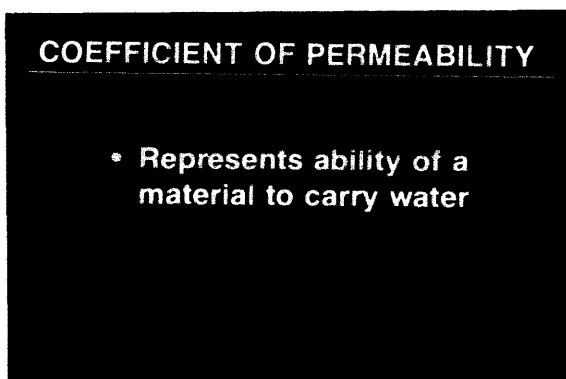 COEFFICIENT OF PERMEABILITY
• Represents ability of a
material to carry water